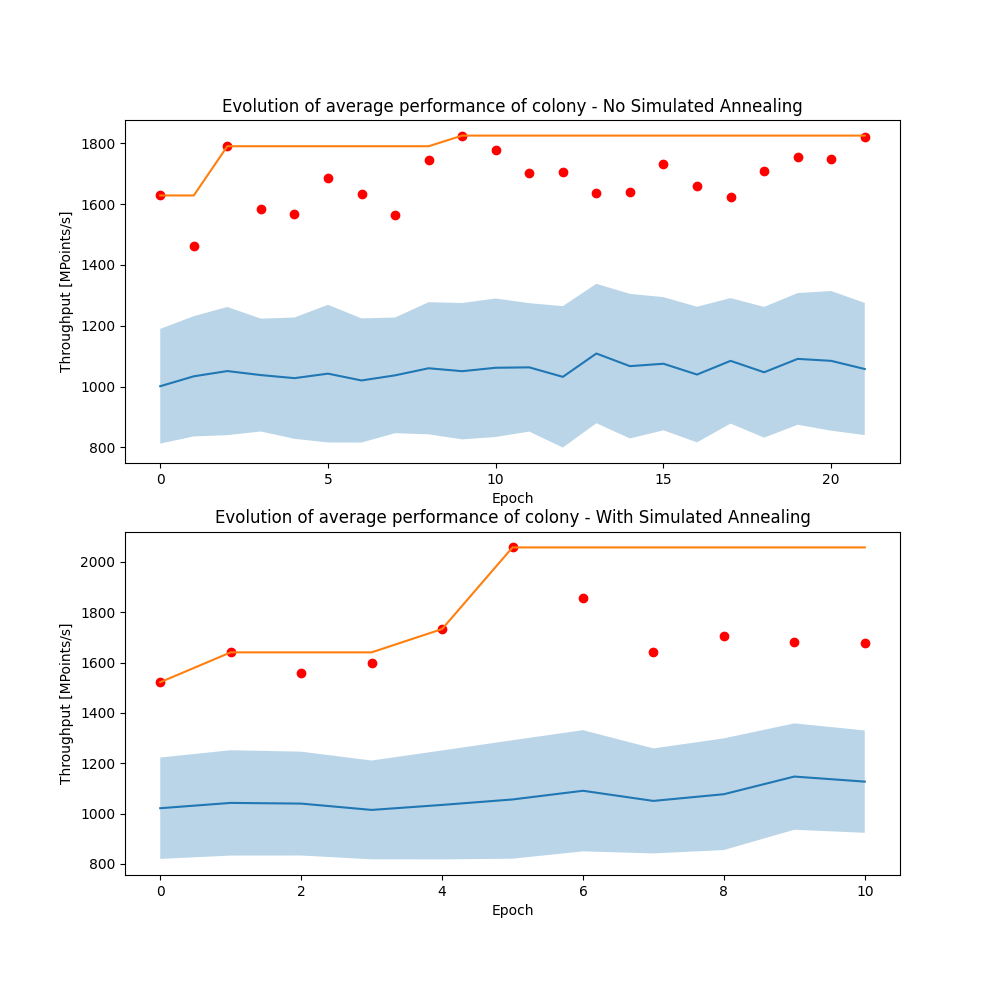 Evolution of average performance of colony - No Simulated Annealing
Throughput [MPoints/s]
1800
1600
1400
1200
1000
800
0 5 10 15 20
Epoch
Evolution of average performance of colony - With Simulated Annealing
Throughput [MPoints/s]
2000
1800
1600
1400
1200
1000
800
0 2 4 6 8 10
Epoch